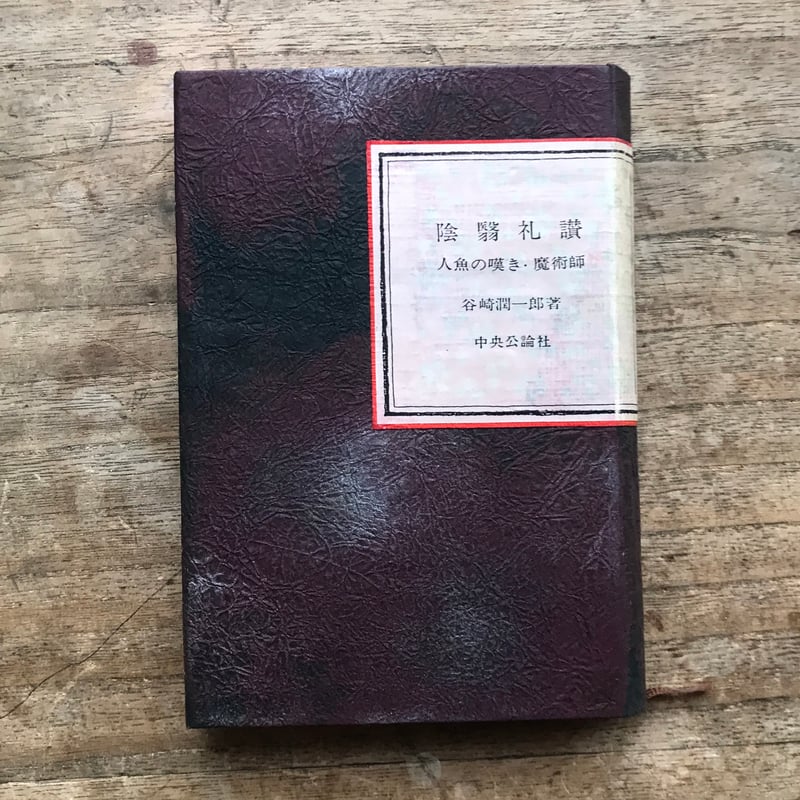 陰翳礼讃
人魚の嘆き・魔術師
谷崎潤一郎著
中央公論社